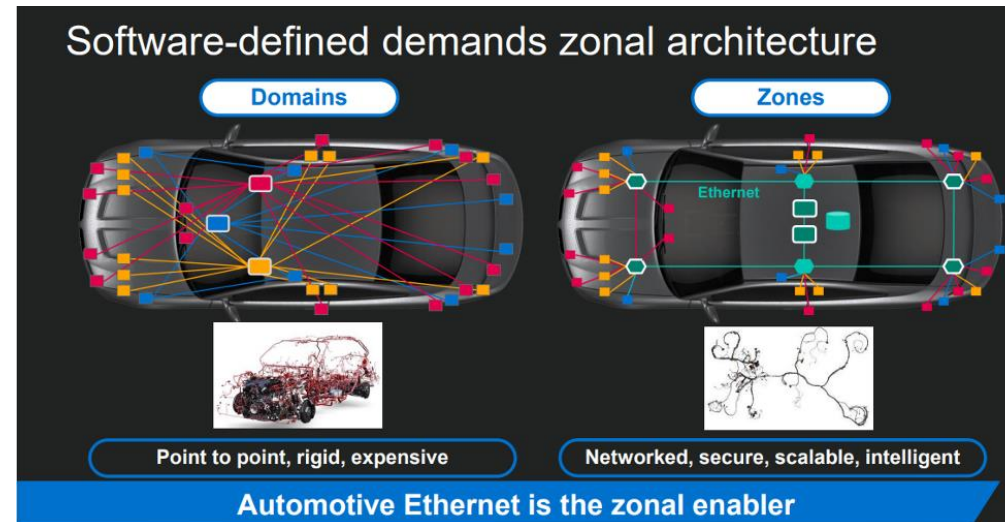 Software-defined demands zonal architecture
Domains
Zones
Ethernet
Point to point, rigid, expensive
Networked, secure, scalable, intelligent
Automotive Ethernet is the zonal enabler